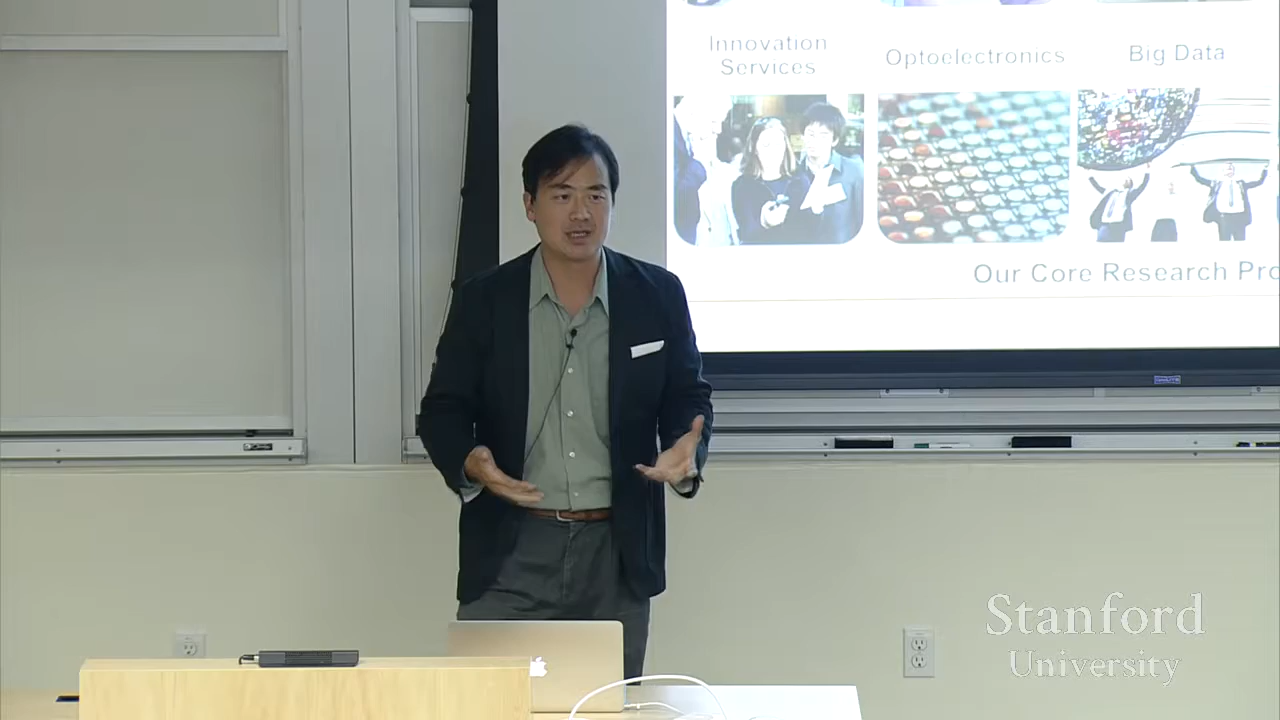 Innovation
Services
Optoelectronics
Big Data
Our Core Research Pro
Stanford
University